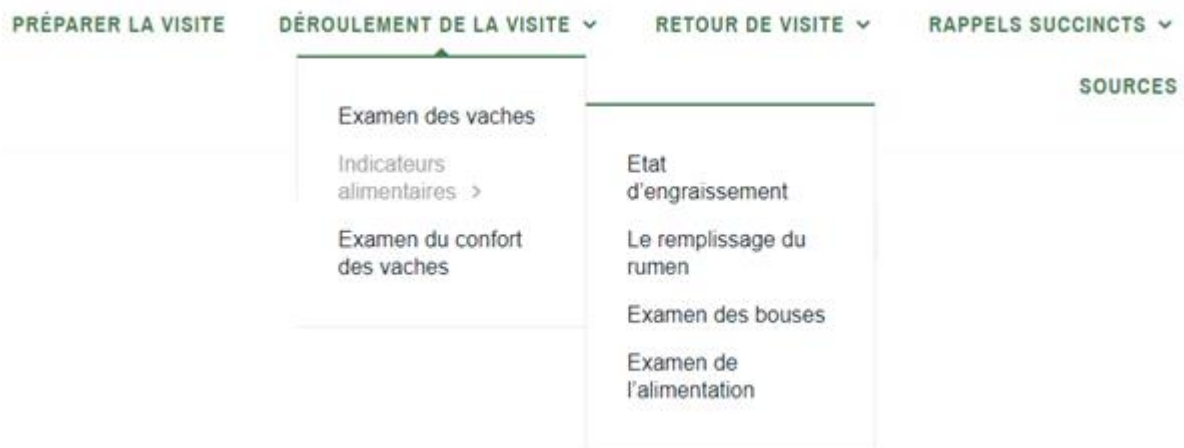 PRÉPARER LA VISITE
DÉROULEMENT DE LA VISITE
RETOUR DE VISITE
RAPPELS SUCCINCTS
SOURCES
Examen des vaches
Indicateurs
alimentaires >
Examen du confort
des vaches
Etat
d'engraissement
Le remplissage du
rumen
Examen des bouses
Examen de
l'alimentation